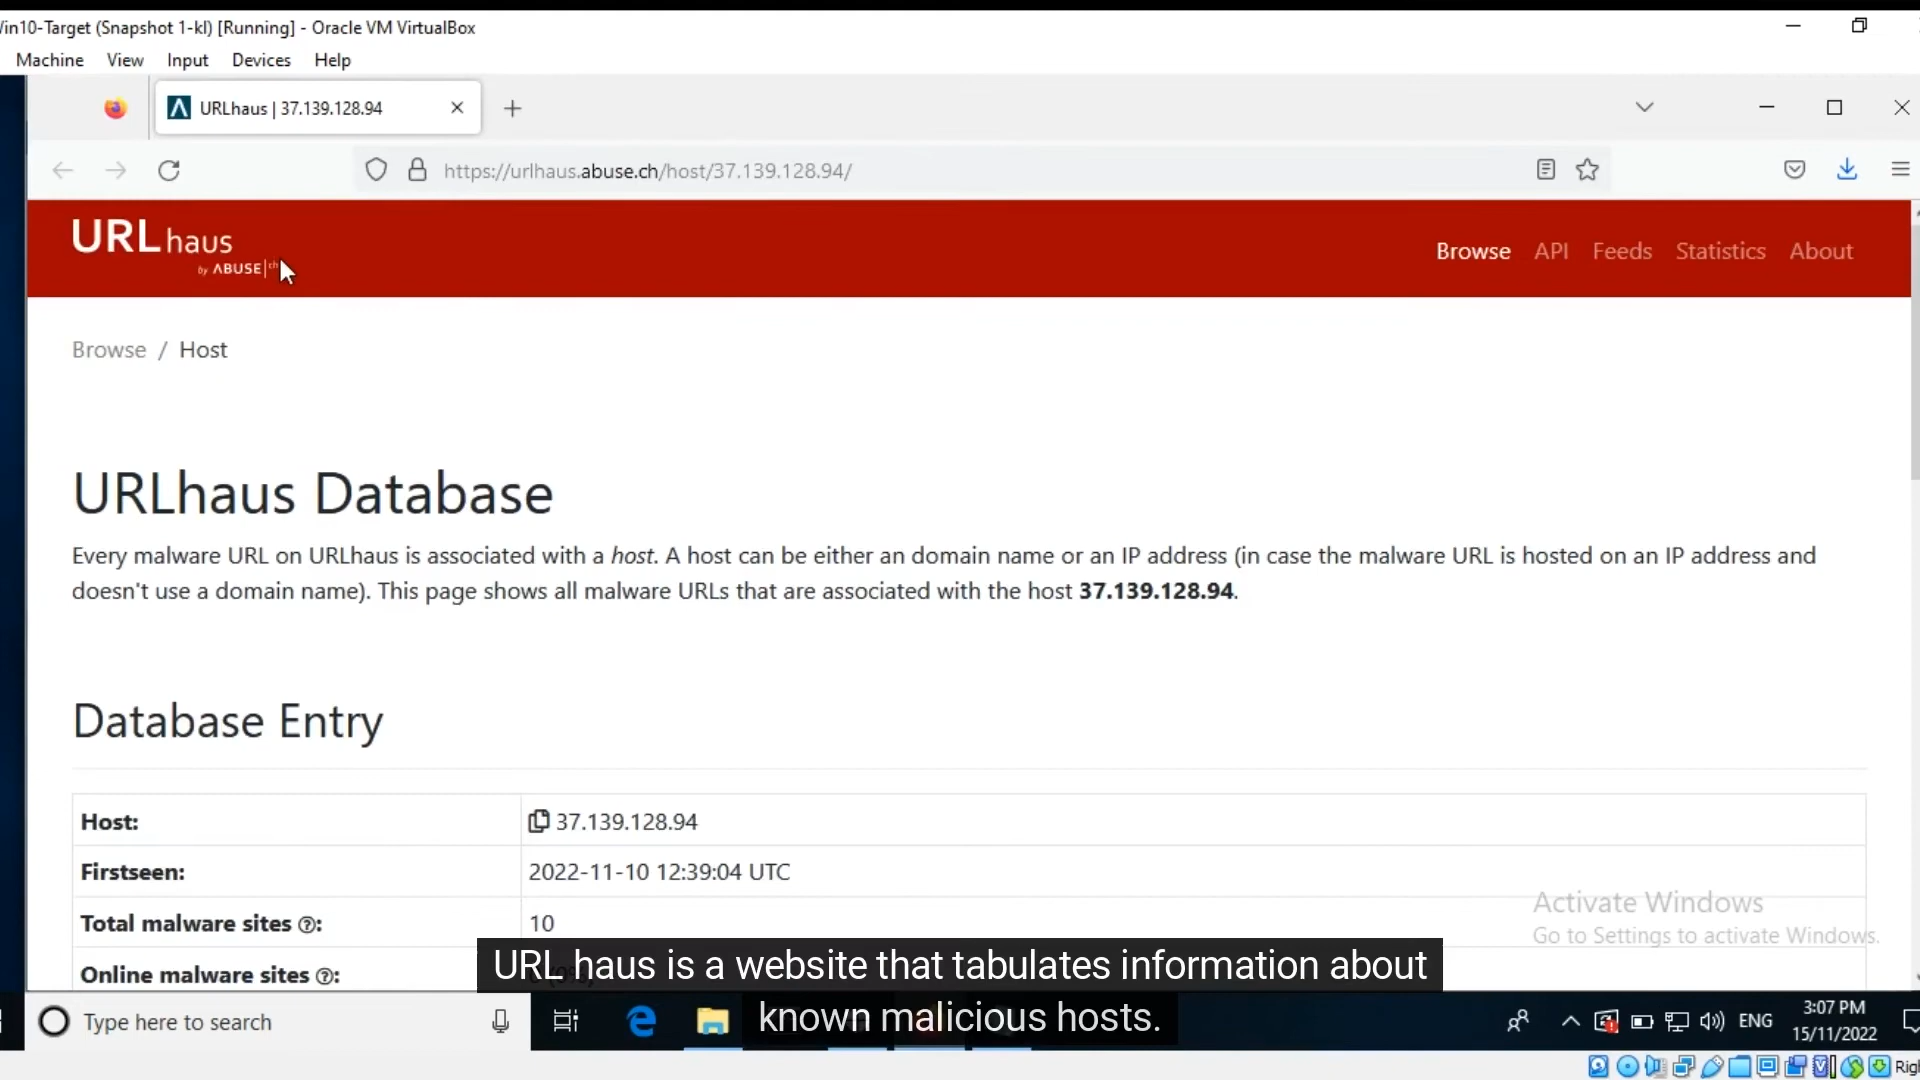 in10-Target (Snapshot 1-kl) [Running] - Oracle VM VirtualBox
Machine View Input Devices Help
URLhaus | 37.139.128.94
https://urlhaus.abuse.ch/host/37.139.128.94/
URLhaus
by ABUSE|ch
Browse API Feeds Statistics About
Browse / Host
URLhaus Database
Every malware URL on URLhaus is associated with a host. A host can be either an domain name or an IP address (in case the malware URL is hosted on an IP address and
doesn't use a domain name). This page shows all malware URLs that are associated with the host 37.139.128.94.
Database Entry
Host: 37.139.128.94
Firstseen: 2022-11-10 12:39:04 UTC
Total malware sites ?: 10
Activate Windows
Go to Settings to activate Windows.
Online malware sites ?:
URL haus is a website that tabulates information about
known malicious hosts.
Type here to search
ENG
3:07 PM
15/11/2022
Rig